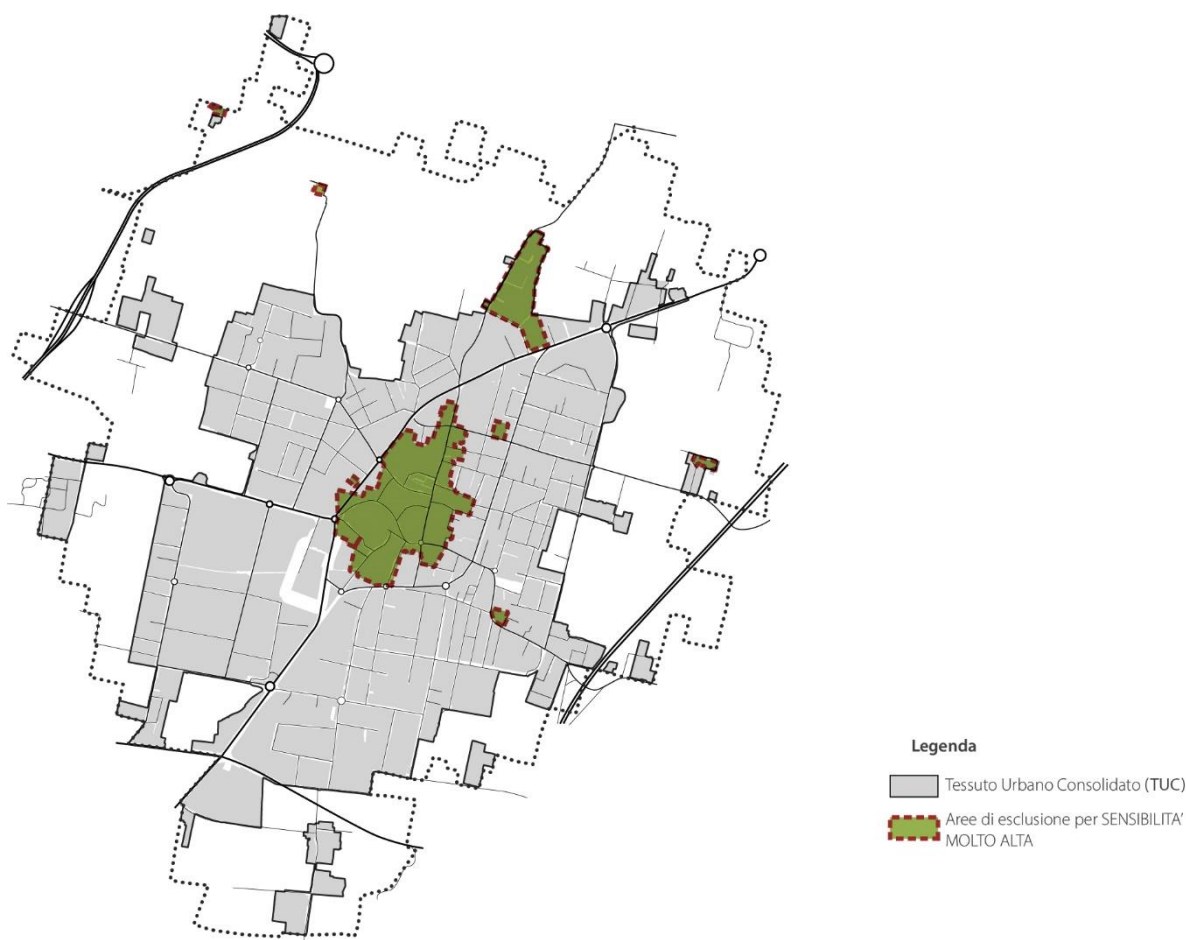 Legenda
Tessuto Urbano Consolidato (TUC)
Aree di esclusione per SENSIBILITA'
MOLTO ALTA